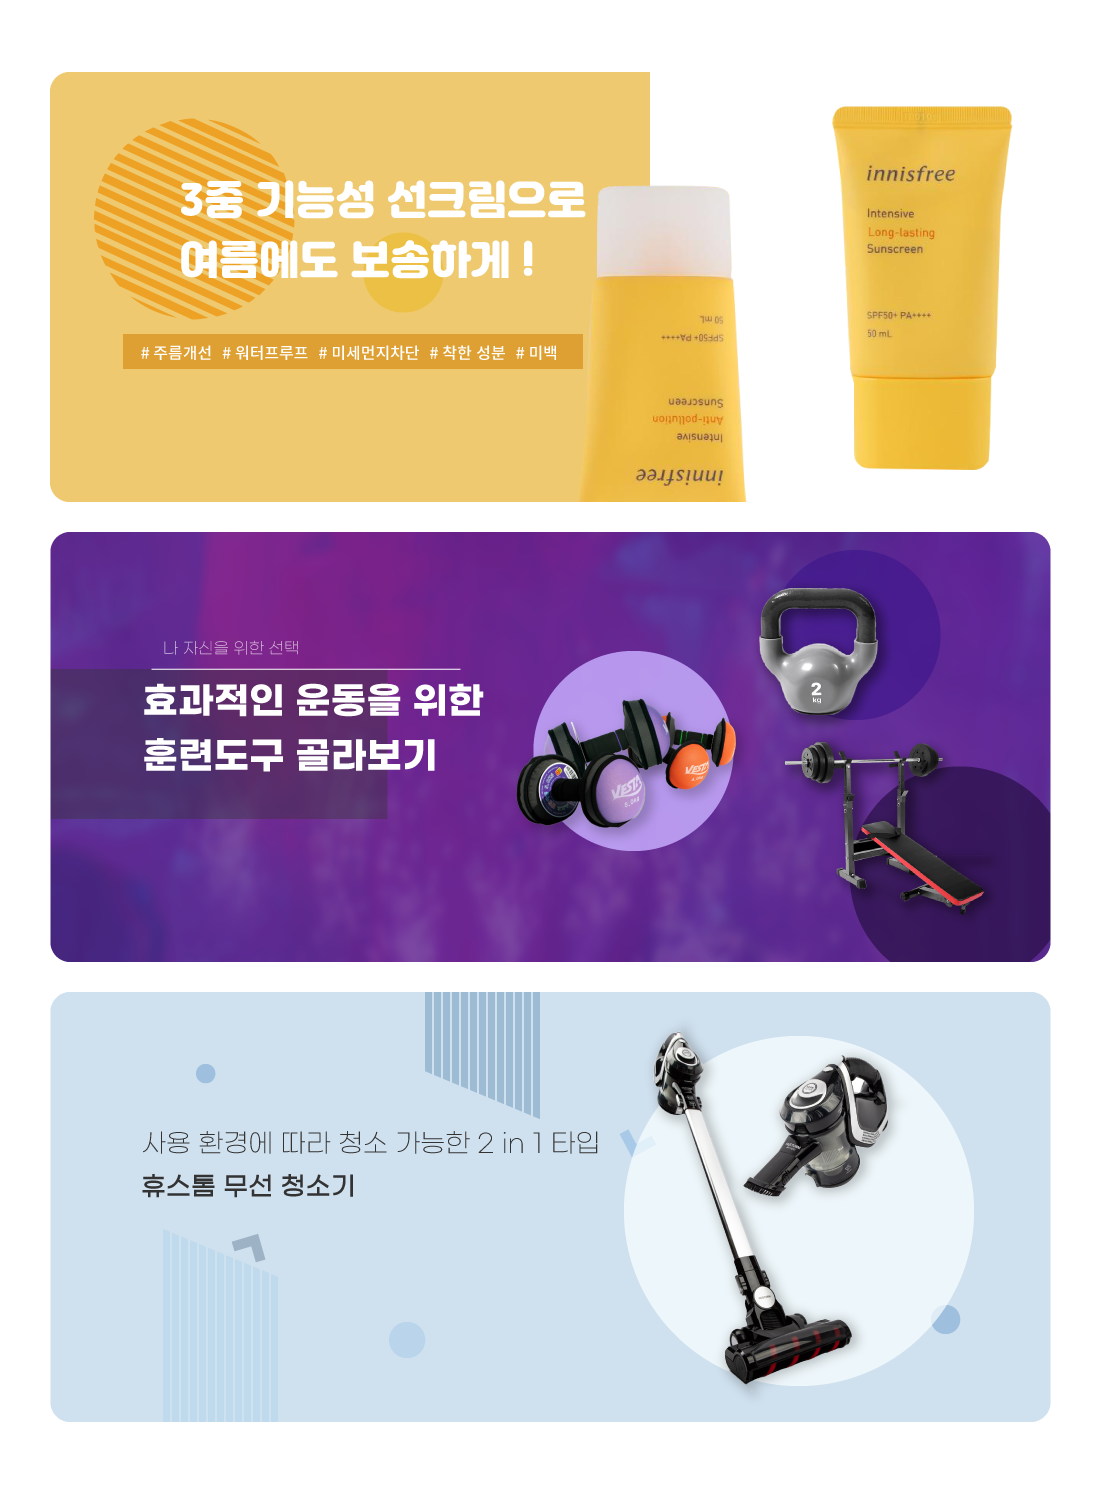 3중 기능성 선크림으로
여름에도 보송하게 !
# 주름개선 # 워터프루프 # 미세먼지차단 # 착한 성분 # 미백
50 mL
SPF50+ PA++++
Sunscreen
Anti-pollution
Intensive
innisfree
innisfree
Intensive
Long-lasting
Sunscreen
SPF50+ PA++++
50 mL
나 자신을 위한 선택
효과적인 운동을 위한
훈련도구 골라보기
2
kg
VEST
사용 환경에 따라 청소 가능한 2 in 1 타입
휴스톰 무선 청소기